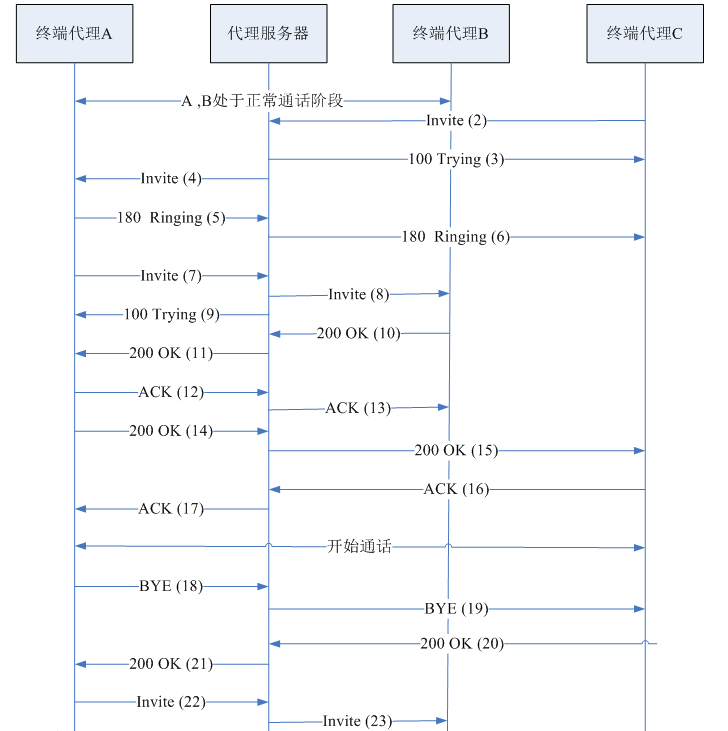 终端代理A
代理服务器
终端代理B
终端代理C
A ,B处于正常通话阶段
Invite (2)
100 Trying (3)
Invite (4)
180 Ringing (5)
180 Ringing (6)
Invite (7)
Invite (8)
100 Trying (9)
200 OK (10)
200 OK (11)
ACK (12)
ACK (13)
200 OK (14)
200 OK (15)
ACK (16)
ACK (17)
开始通话
BYE (18)
BYE (19)
200 OK (20)
200 OK (21)
Invite (22)
Invite (23)